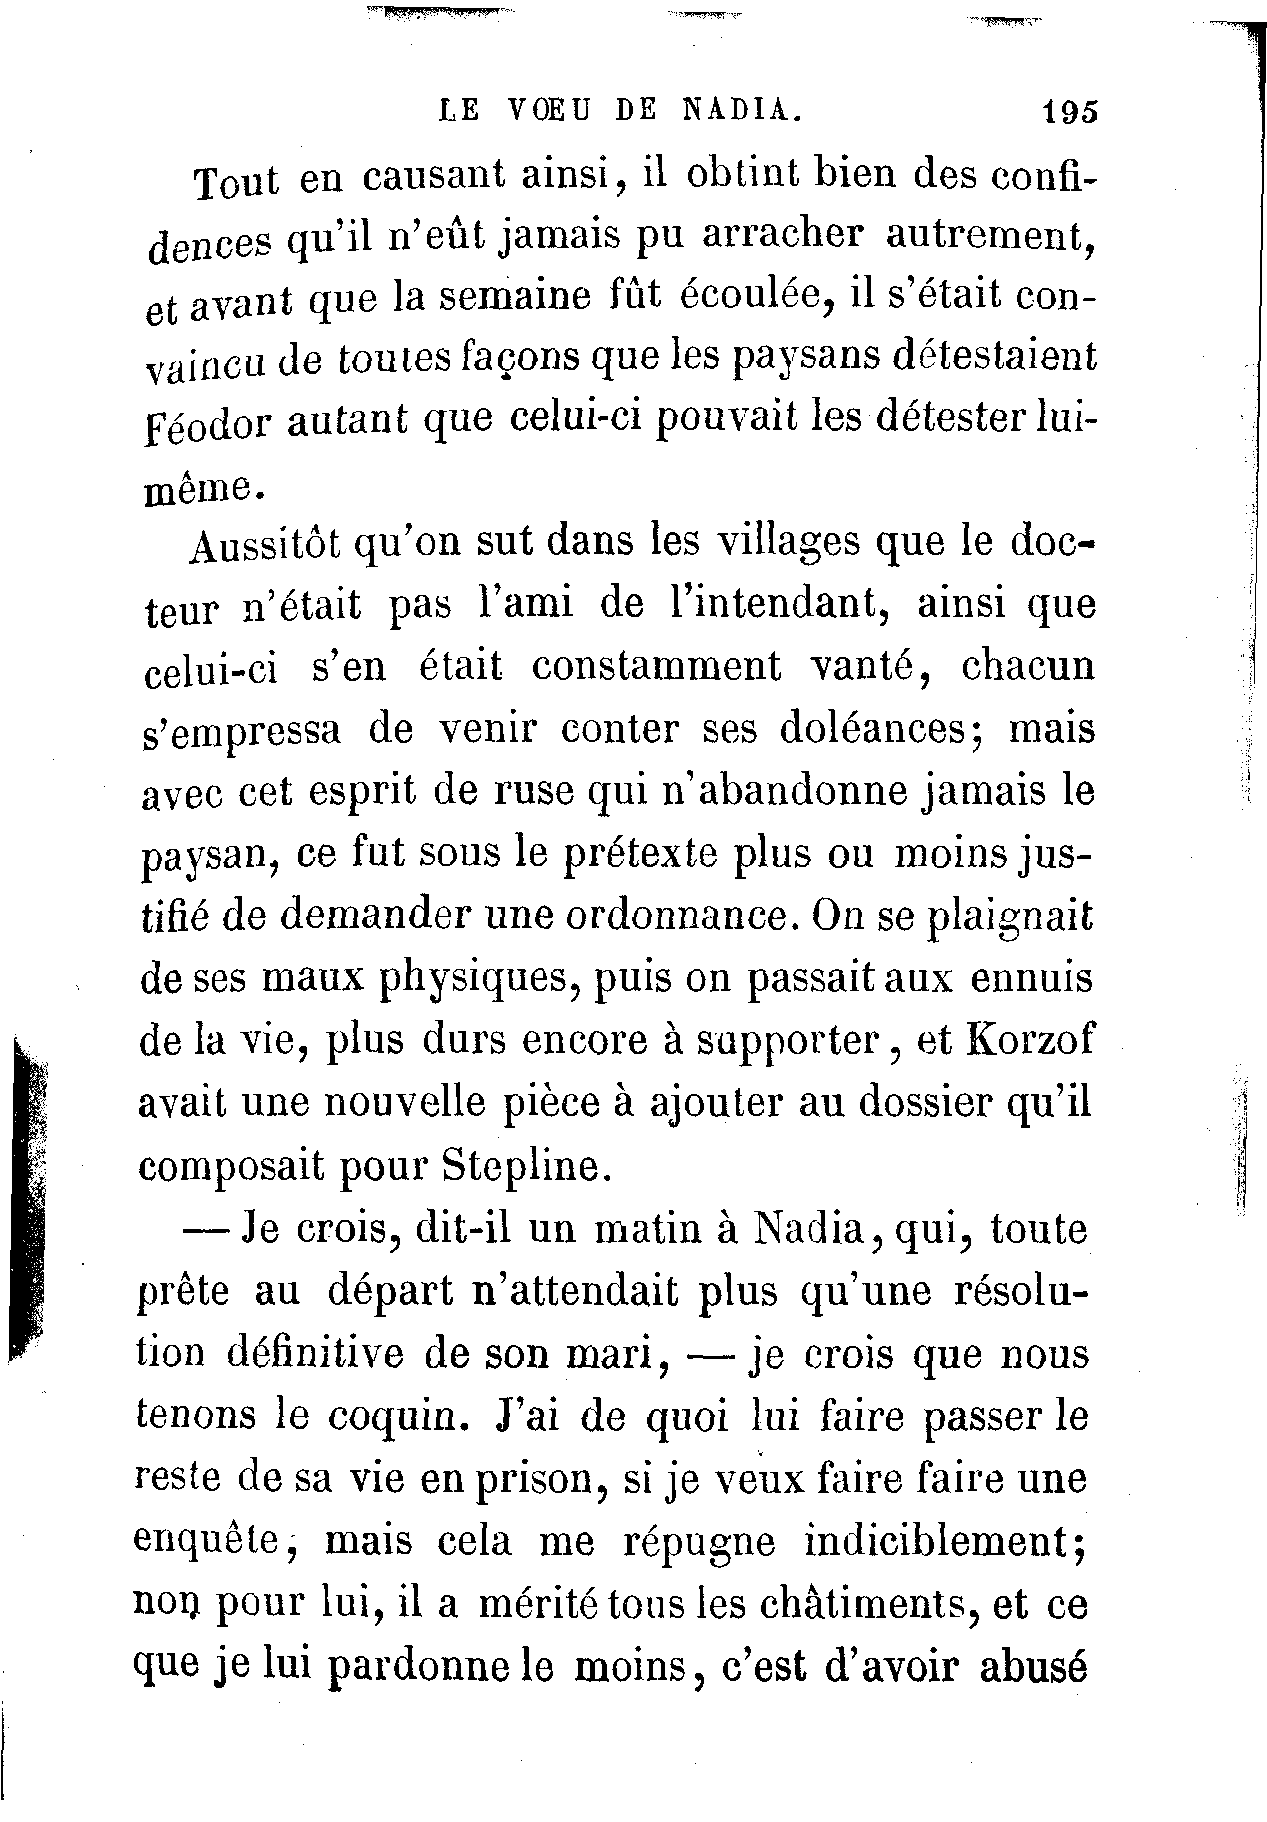 LE VŒU DE NADIA. 195
Tout en causant ainsi, il obtint bien des confi-
dences qu'il n'eût jamais pu arracher autrement,
et avant que la semaine fût écoulée, il s'était con-
vaincu de toutes façons que les paysans détestaient
Féodor autant que celui-ci pouvait les détester lui-
même.
Aussitôt qu'on sut dans les villages que le doc-
teur n'était pas l'ami de l'intendant, ainsi que
celui-ci s'en était constamment vanté, chacun
s'empressa de venir conter ses doléances; mais
avec cet esprit de ruse qui n'abandonne jamais le
paysan, ce fut sous le prétexte plus ou moins jus-
tifié de demander une ordonnance. On se plaignait
de ses maux physiques, puis on passait aux ennuis
de la vie, plus durs encore à supporter, et Korzof
avait une nouvelle pièce à ajouter au dossier qu'il
composait pour Stepline.
— Je crois, dit-il un matin à Nadia, qui, toute
prête au départ n'attendait plus qu'une résolu-
tion définitive de son mari, — je crois que nous
tenons le coquin. J'ai de quoi lui faire passer le
reste de sa vie en prison, si je veux faire faire une
enquête; mais cela me répugne indiciblement;
non pour lui, il a mérité tous les châtiments, et ce
que je lui pardonne le moins, c'est d'avoir abusé